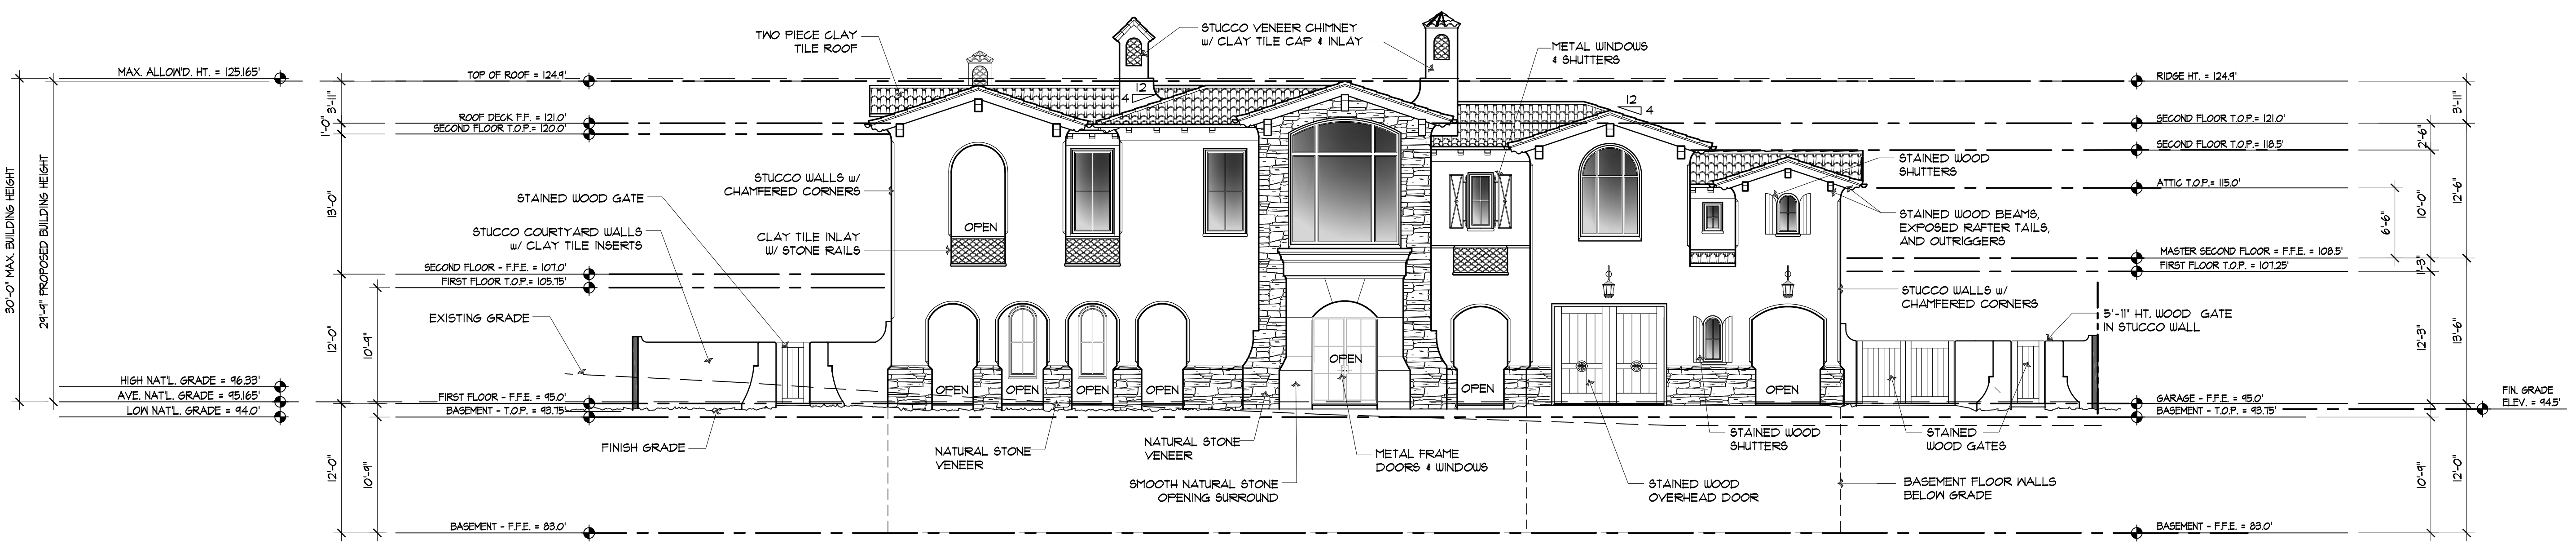 30'-0" MAX. BUILDING HEIGHT
29'-9" PROPOSED BUILDING HEIGHT
MAX. ALLOW'D. HT. = 125.165'
HIGH NAT'L. GRADE = 96.33'
AVE. NAT'L. GRADE = 95.165'
LOW NAT'L. GRADE = 94.0'
3'-11"
1'-0"
13'-0"
12'-0"
10'-9"
12'-0"
10'-9"
TOP OF ROOF = 124.9'
ROOF DECK F.F. = 121.0'
SECOND FLOOR T.O.P.= 120.0'
SECOND FLOOR - F.F.E. = 107.0'
FIRST FLOOR T.O.P.= 105.75'
FIRST FLOOR - F.F.E. = 95.0'
BASEMENT - T.O.P. = 93.75'
BASEMENT - F.F.E. = 83.0'
STAINED WOOD GATE
STUCCO COURTYARD WALLS
w/ CLAY TILE INSERTS
EXISTING GRADE
FINISH GRADE
TWO PIECE CLAY
TILE ROOF
STUCCO WALLS w/
CHAMFERED CORNERS
CLAY TILE INLAY
w/ STONE RAILS
STUCCO VENEER CHIMNEY
w/ CLAY TILE CAP & INLAY
METAL WINDOWS
& SHUTTERS
12
4
12
4
OPEN
OPEN
OPEN
OPEN
OPEN
OPEN
OPEN
OPEN
NATURAL STONE
VENEER
NATURAL STONE
VENEER
SMOOTH NATURAL STONE
OPENING SURROUND
METAL FRAME
DOORS & WINDOWS
STAINED WOOD
OVERHEAD DOOR
STAINED WOOD
SHUTTERS
STAINED
WOOD GATES
BASEMENT FLOOR WALLS
BELOW GRADE
STAINED WOOD
SHUTTERS
STAINED WOOD BEAMS,
EXPOSED RAFTER TAILS,
AND OUTRIGGERS
STUCCO WALLS w/
CHAMFERED CORNERS
5'-11" HT. WOOD GATE
IN STUCCO WALL
RIDGE HT. = 124.9'
SECOND FLOOR T.O.P.= 121.0'
SECOND FLOOR T.O.P.= 118.5'
ATTIC T.O.P.= 115.0'
MASTER SECOND FLOOR = F.F.E. = 108.5'
FIRST FLOOR T.O.P. = 107.25'
GARAGE - F.F.E. = 95.0'
BASEMENT - T.O.P. = 93.75'
BASEMENT - F.F.E. = 83.0'
6'-6"
2'-6"
10'-0"
1'-3"
12'-3"
10'-9"
3'-11"
12'-6"
13'-6"
12'-0"
FIN. GRADE
ELEV. = 94.5'